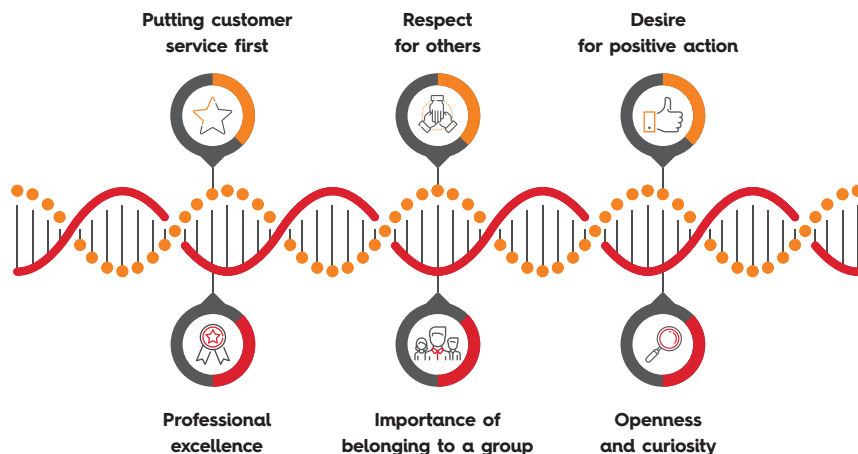 Putting customer
service first
Respect
for others
Desire
for positive action
Professional
excellence
Importance of
belonging to a group
Openness
and curiosity